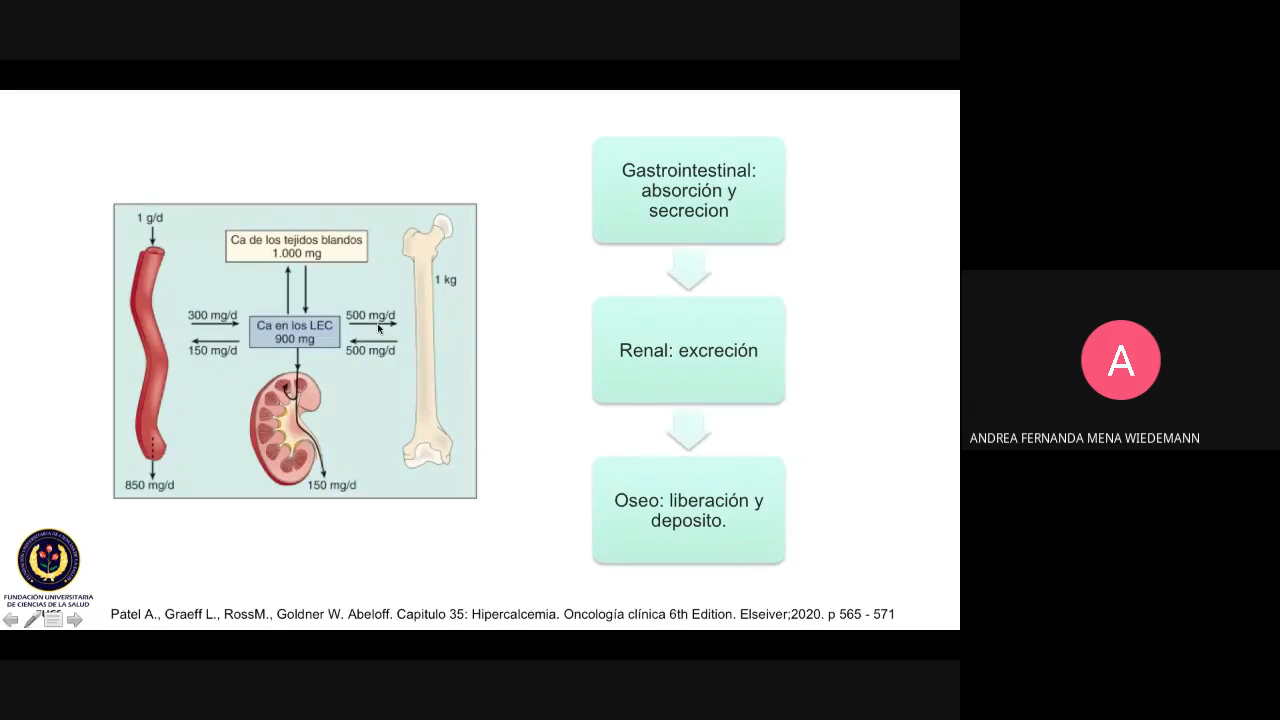 1 g/d
Ca de los tejidos blandos
1.000 mg
1 kg
300 mg/d
150 mg/d
Ca en los LEC
900 mg
500 mg/d
500 mg/d
850 mg/d
150 mg/d
Gastrointestinal:
absorción y
secrecion
Renal: excreción
Oseo: liberación y
deposito.
FUNDACIÓN UNIVERSITARIA
DE CIENCIAS DE LA SALUD
Patel A., Graeff L., RossM., Goldner W. Abeloff. Capitulo 35: Hipercalcemia. Oncología clínica 6th Edition. Elseiver;2020. p 565 - 571
A
ANDREA FERNANDA MENA WIEDEMANN